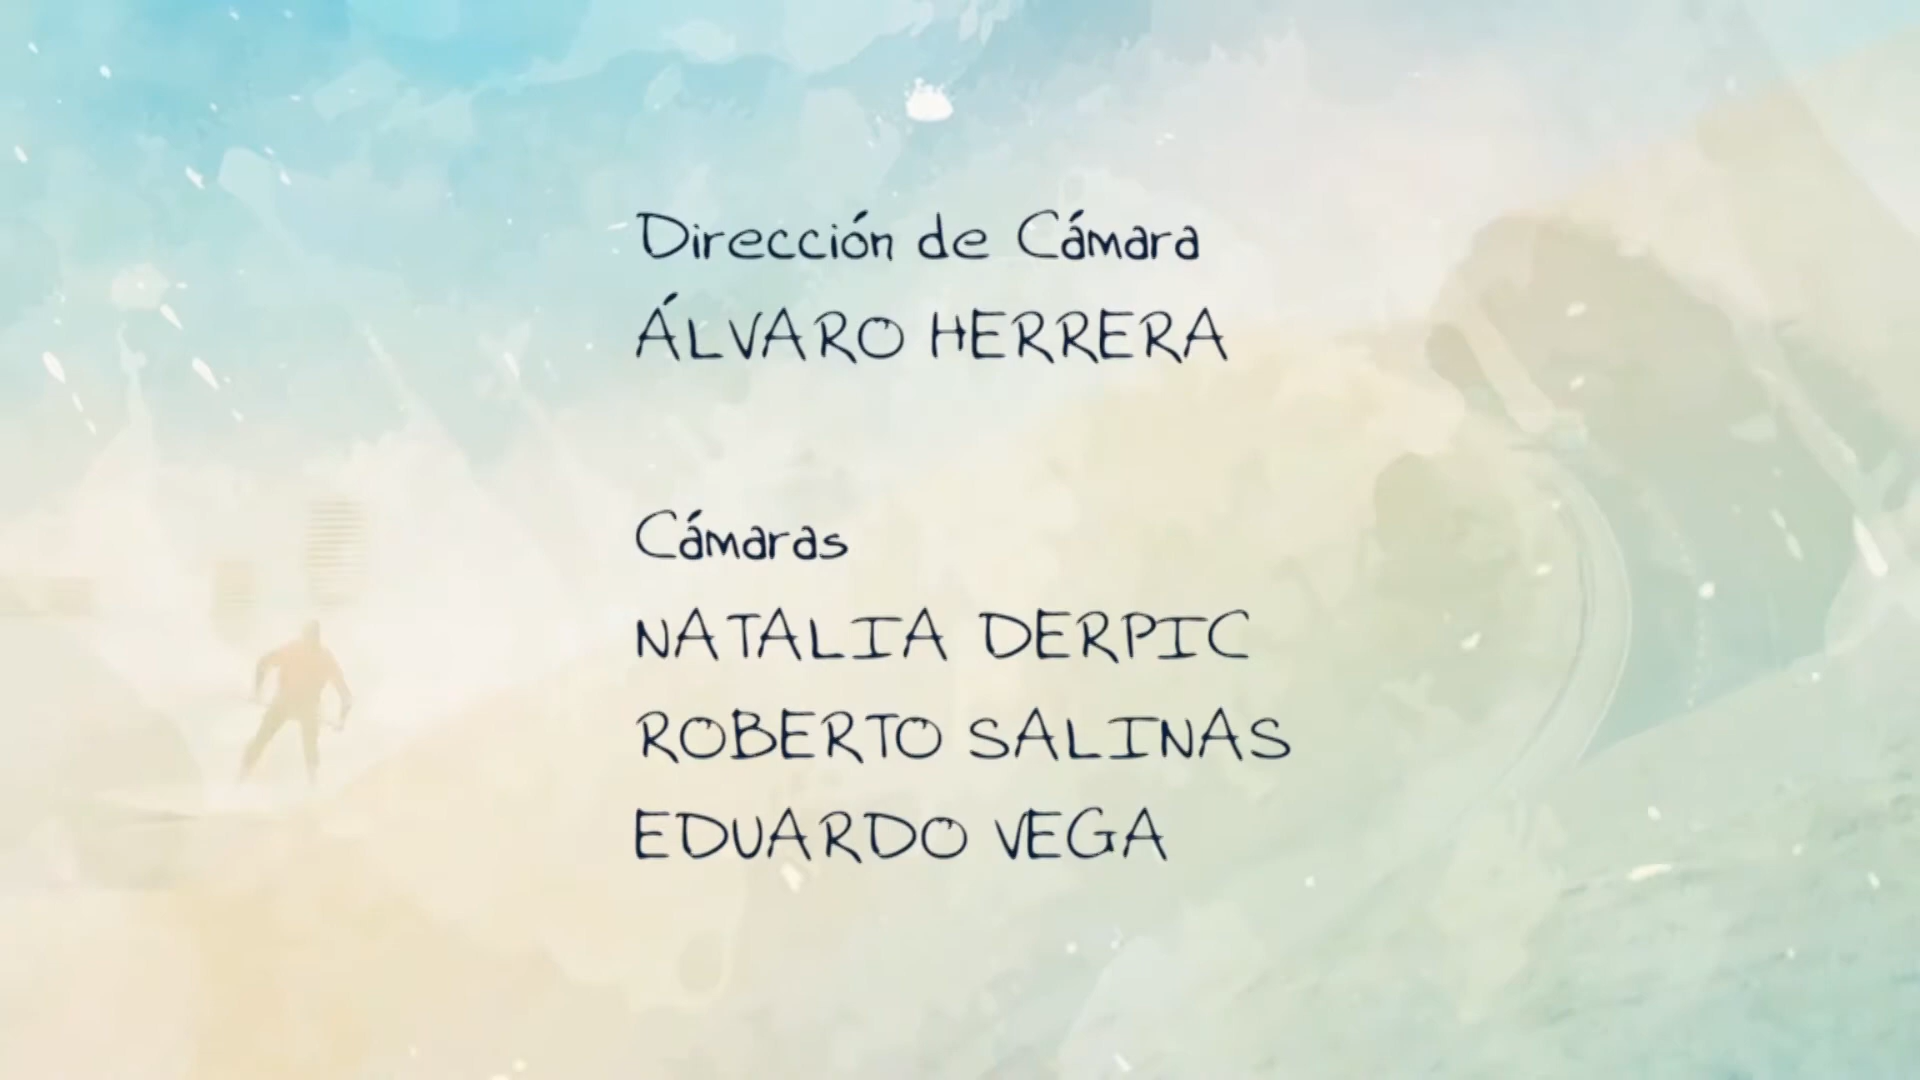 Dirección de Cámara
ÁLVARO HERRERA
Cámaras
NATALIA DERPIC
ROBERTO SALINAS
EDUARDO VEGA